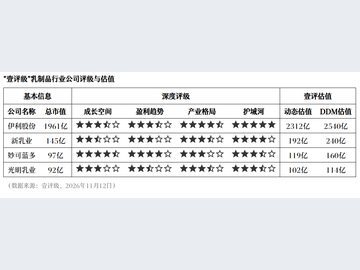 “壹评级”乳制品行业公司评级与估值
基本信息 深度评级 壹评估值
公司名称 总市值 成长空间 盈利趋势 产业格局 护城河 动态估值 DDM估值
伊利股份 1961亿 2312亿 2540亿
新乳业 145亿 192亿 240亿
妙可蓝多 97亿 119亿 160亿
光明乳业 92亿 102亿 114亿
（数据来源：壹评级，2026年11月12日）